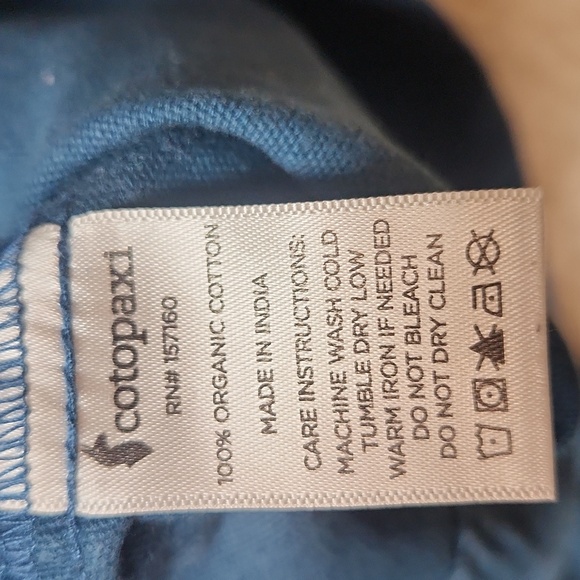 cotopaxi
RN# 157160
100% ORGANIC COTTON
MADE IN INDIA
CARE INSTRUCTIONS:
MACHINE WASH COLD
TUMBLE DRY LOW
WARM IRON IF NEEDED
DO NOT BLEACH
DO NOT DRY CLEAN